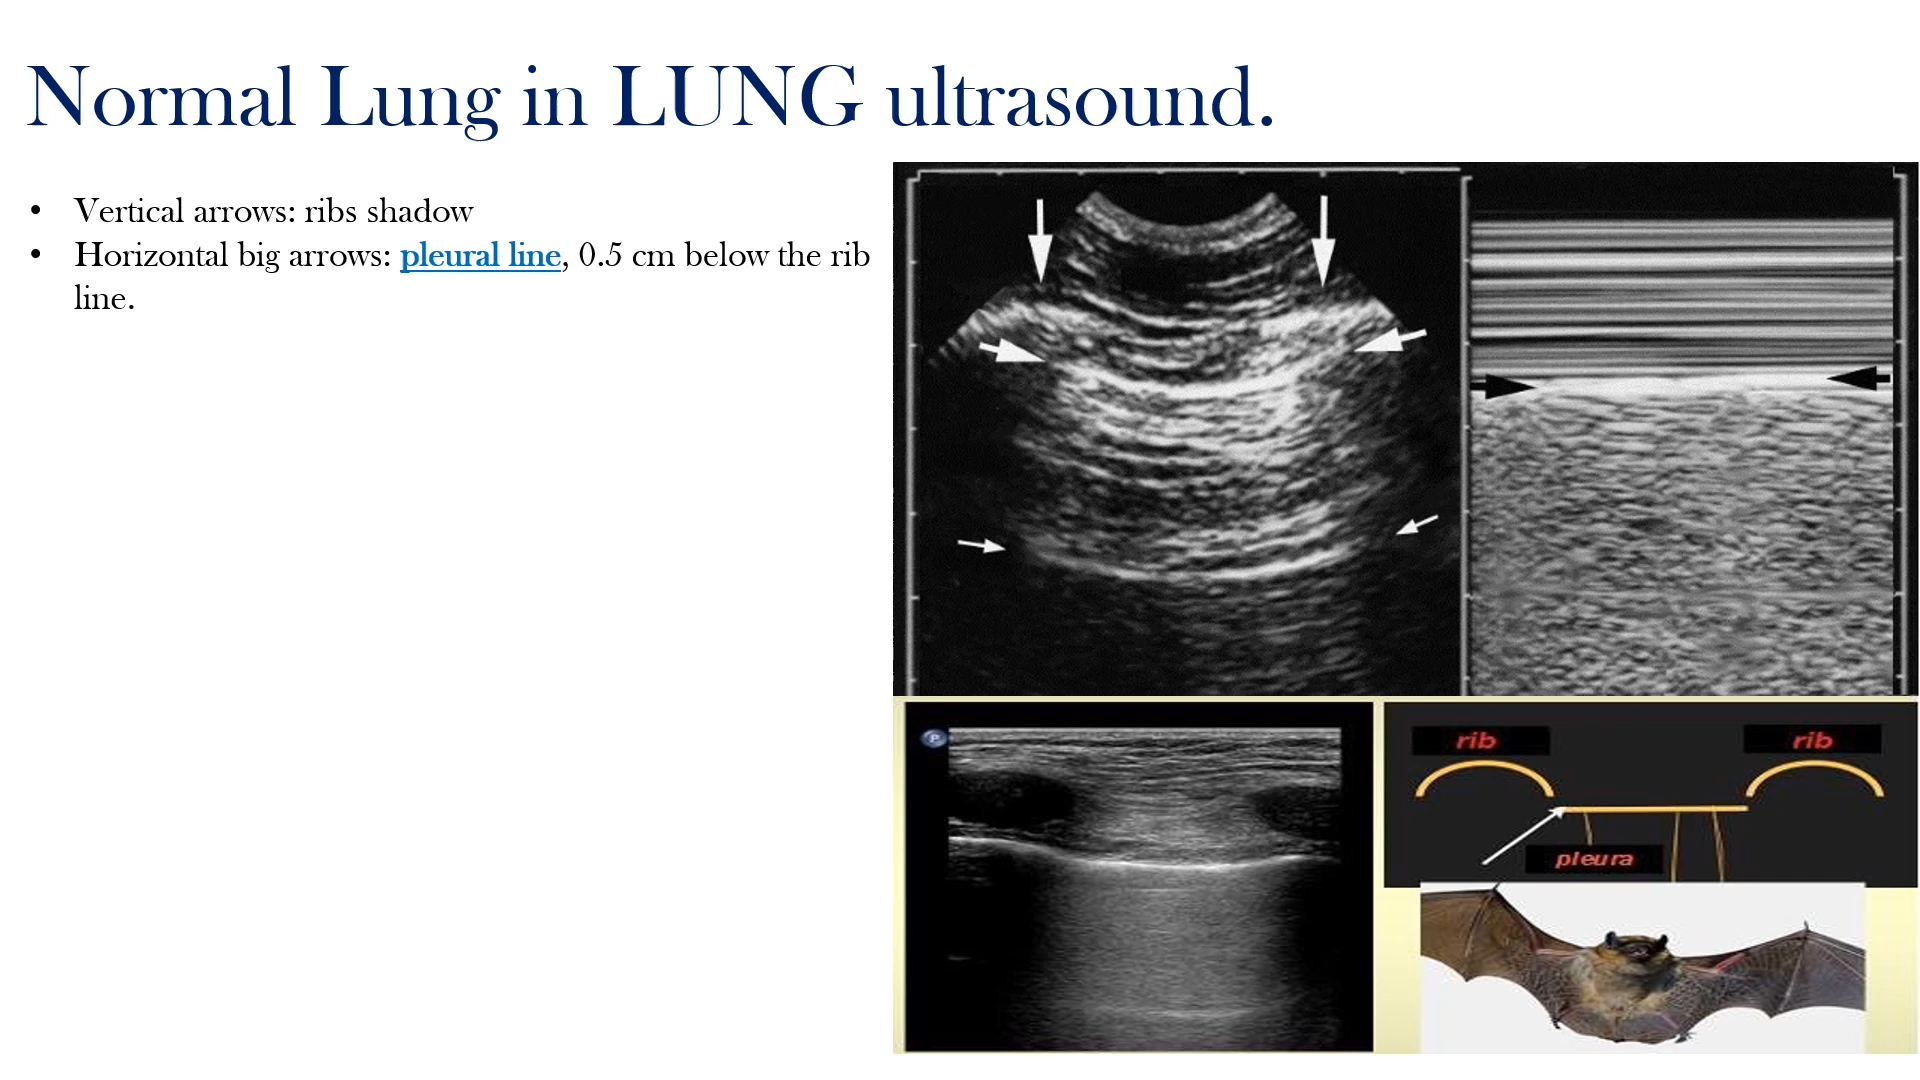 Normal Lung in LUNG ultrasound.
• Vertical arrows: ribs shadow
• Horizontal big arrows: pleural line, 0.5 cm below the rib
line.
P
rib
rib
pleura